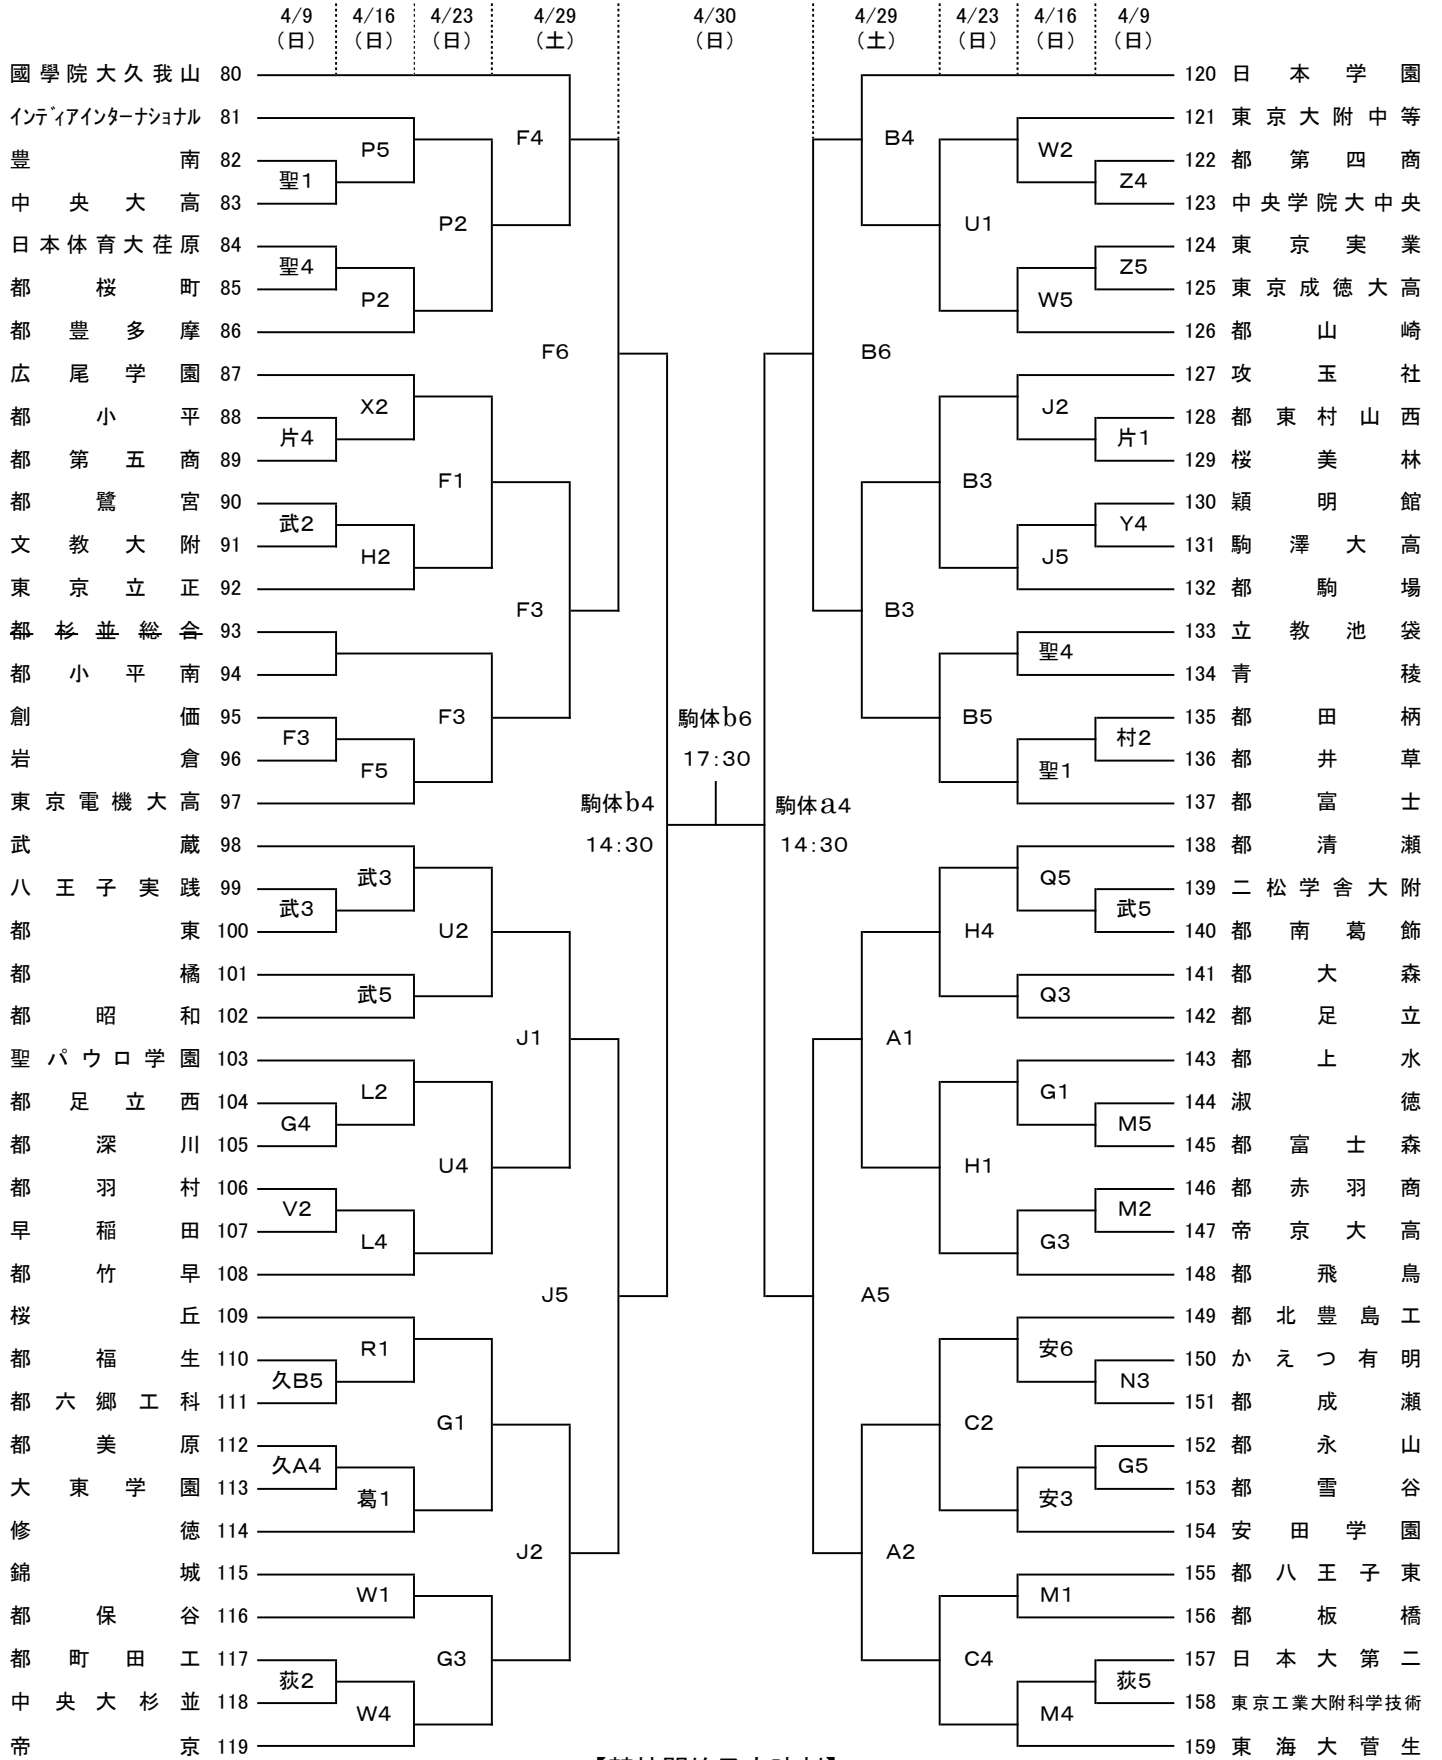 4/9 4/16 4/23 4/29 4/30 4/29 4/23 4/16 4/9
(日) (日) (日) (土) (日) (土) (日) (日) (日)
國學院大久我山 80
インディアインターナショナル 81
豊南 82
中央大高 83
日本体育大荏原 84
都桜町 85
都豊多摩 86
広尾学園 87
都小平 88
都第五商 89
都鷺宮 90
文教大附 91
東京立正 92
都杉並総合 93
都小平南 94
創価 95
岩倉 96
東京電機大高 97
武蔵 98
八王子実践 99
都東 100
都橘 101
都昭和 102
聖パウロ学園 103
都足立西 104
都深川 105
都羽村 106
早稲田 107
都竹早 108
桜丘 109
都福生 110
都六郷工科 111
都美原 112
大東学園 113
修徳 114
錦城 115
都保谷 116
都町田工 117
中央大杉並 118
帝京 119
聖1
聖4
片4
武2
F3
武3
G4
V2
久B5
久A4
荻2
P5
P2
X2
H2
F5
武3
武5
L2
L4
R1
葛1
W1
W4
P2
F1
F3
U2
U4
G1
G3
F4
F3
J1
J2
F6
J5
駒体b4
14:30
駒体b6
17:30
駒体a4
14:30
B6
A5
B4
B3
A1
A2
U1
B3
B5
H4
H1
C2
C4
W2
W5
J2
J5
聖4
聖1
Q5
Q3
G1
G3
安6
安3
M1
M4
Z4
Z5
片1
Y4
村2
武5
M5
M2
N3
G5
荻5
120 日本学園
121 東京大附中等
122 都第四商
123 中央学院大中央
124 東京実業
125 東京成徳大高
126 都山崎
127 攻玉社
128 都東村山西
129 桜美林
130 穎明館
131 駒澤大高
132 都駒場
133 立教池袋
134 青稜
135 都田柄
136 都井草
137 都富士
138 都清瀬
139 二松学舎大附
140 都南葛飾
141 都大森
142 都足立
143 都上水
144 淑徳
145 都富士森
146 都赤羽商
147 帝京大高
148 都飛鳥
149 都北豊島工
150 かえつ有明
151 都成瀬
152 都永山
153 都雪谷
154 安田学園
155 都八王子東
156 都板橋
157 日本大第二
158 東京工業大附科学技術
159 東海大菅生